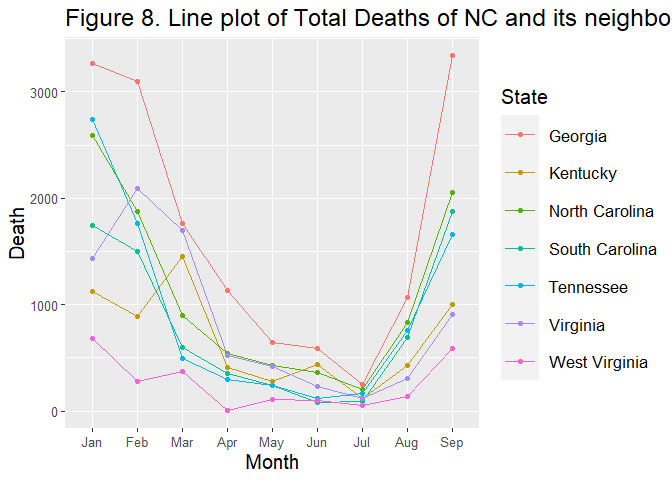 Figure 8. Line plot of Total Deaths of NC and its neighbo
Death
3000
2000
1000
0
Jan Feb Mar Apr May Jun Jul Aug Sep
Month
State
Georgia
Kentucky
North Carolina
South Carolina
Tennessee
Virginia
West Virginia